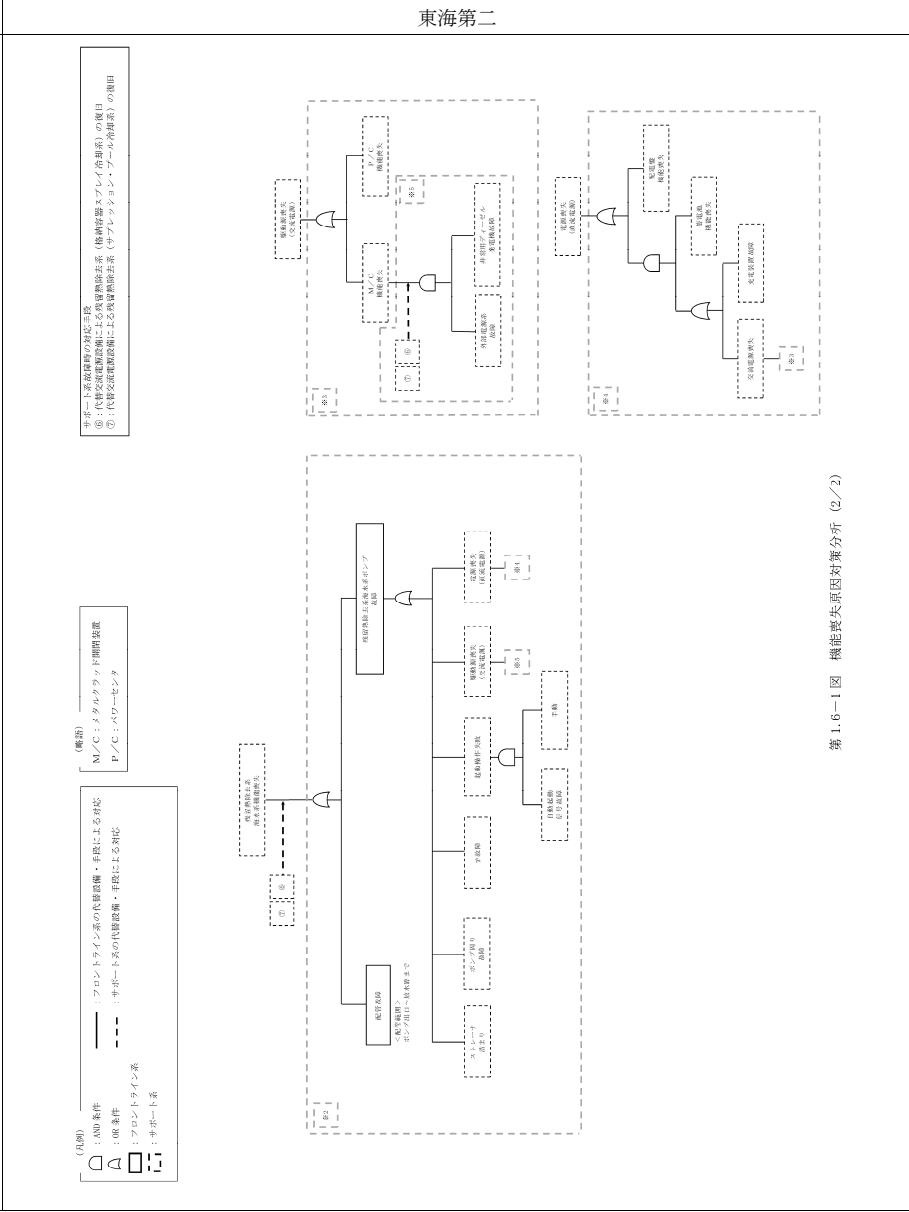 東海第二
(凡例)
：AND 条件
：OR 条件
：フロントライン系
：サポート系
：フロントライン系の代替設備・手段による対応
：サポート系の代替設備・手段による対応
(略語)
M／C：メタルクラッド開閉装置
P／C：パワーセンタ
サポート系故障時の対応手段
⑥：代替交流電源設備による残留熱除去系（格納容器スプレイ冷却系）の復旧
⑦：代替交流電源設備による残留熱除去系（サプレッション・プール冷却系）の復旧
残留熱除去系
海水系機能喪失
⑦
⑥
※2
配管故障
＜配管範囲＞
ポンプ出口～放水路まで
残留熱除去系海水系ポンプ
故障
ストレーナ
詰まり
ポンプ周り
故障
弁故障
起動操作失敗
駆動源喪失
(交流電源)
電源喪失
(直流電源)
自動起動
信号故障
手動
※3
※4
駆動源喪失
(交流電源)
※3
M／C
機能喪失
P／C
機能喪失
⑦
⑥
※5
外部電源系
故障
非常用ディーゼル
発電機故障
電源喪失
(直流電源)
※4
配電盤
機能喪失
蓄電池
機能喪失
交流電源喪失
充電装置故障
※3
第 1.6－1 図　機能喪失原因対策分析（2／2）